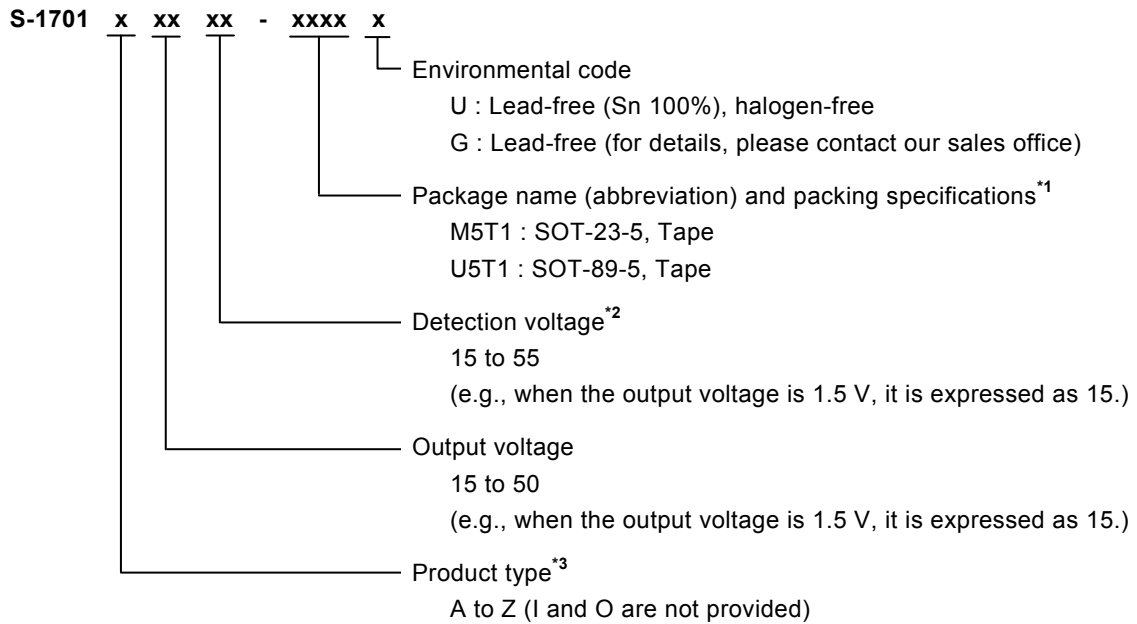 S-1701 x xx xx - xxxx x
Environmental code
U : Lead-free (Sn 100%), halogen-free
G : Lead-free (for details, please contact our sales office)
Package name (abbreviation) and packing specifications*1
M5T1 : SOT-23-5, Tape
U5T1 : SOT-89-5, Tape
Detection voltage*2
15 to 55
(e.g., when the output voltage is 1.5 V, it is expressed as 15.)
Output voltage
15 to 50
(e.g., when the output voltage is 1.5 V, it is expressed as 15.)
Product type*3
A to Z (I and O are not provided)